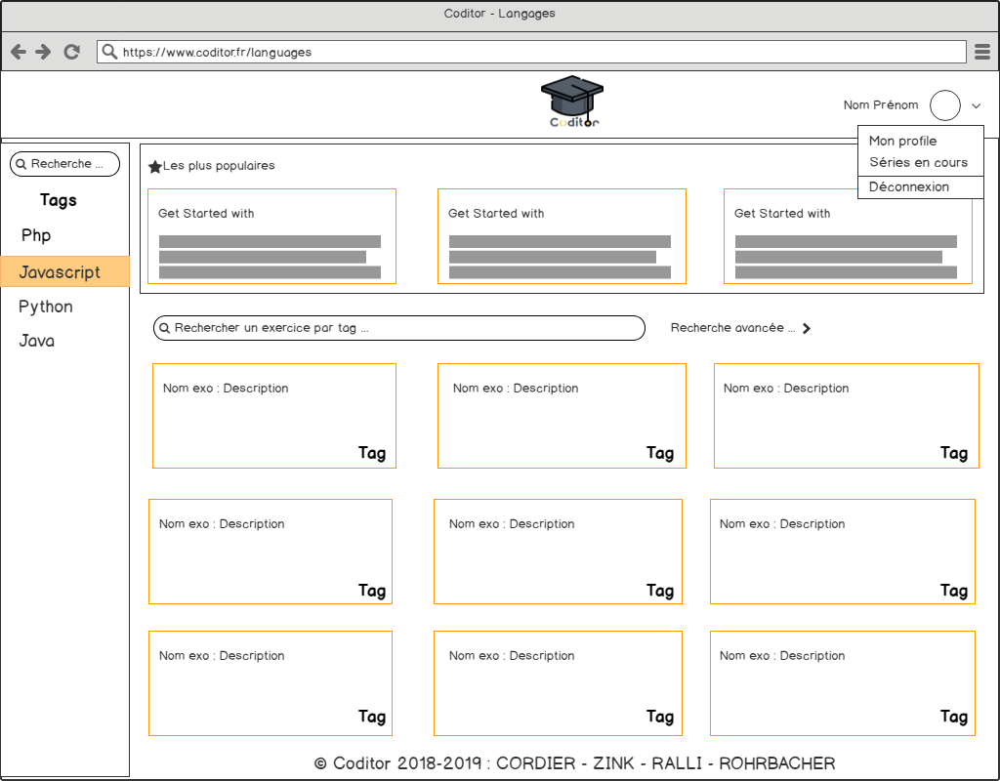 Coditor - Langages
https://www.coditor.fr/languages
Coditor
Nom Prénom
Mon profile
Séries en cours
Déconnexion
Recherche ...
Tags
Php
Javascript
Python
Java
Les plus populaires
Get Started with
Get Started with
Get Started with
Rechercher un exercice par tag ...
Recherche avancée ...
Nom exo : Description
Tag
Nom exo : Description
Tag
Nom exo : Description
Tag
Nom exo : Description
Tag
Nom exo : Description
Tag
Nom exo : Description
Tag
Nom exo : Description
Tag
Nom exo : Description
Tag
Nom exo : Description
Tag
© Coditor 2018-2019 : CORDIER - ZINK - RALLI - ROHRBACHER